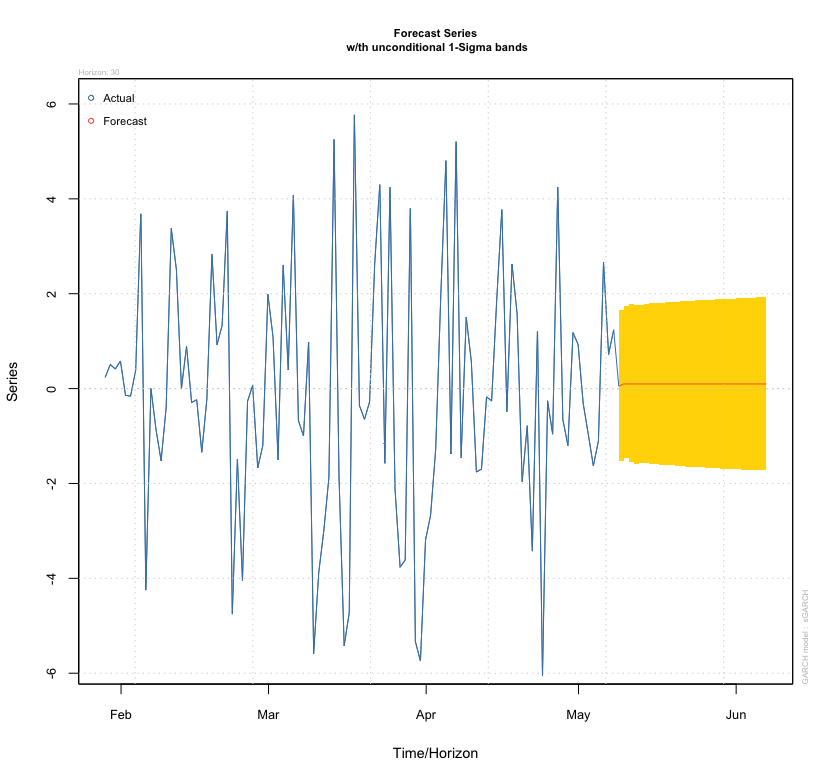 Forecast Series
w/th unconditional 1-Sigma bands
Horizon: 30
Actual
Forecast
6
4
2
0
-2
-4
-6
Series
Feb Mar Apr May Jun
Time/Horizon
GARCH model : sGARCH